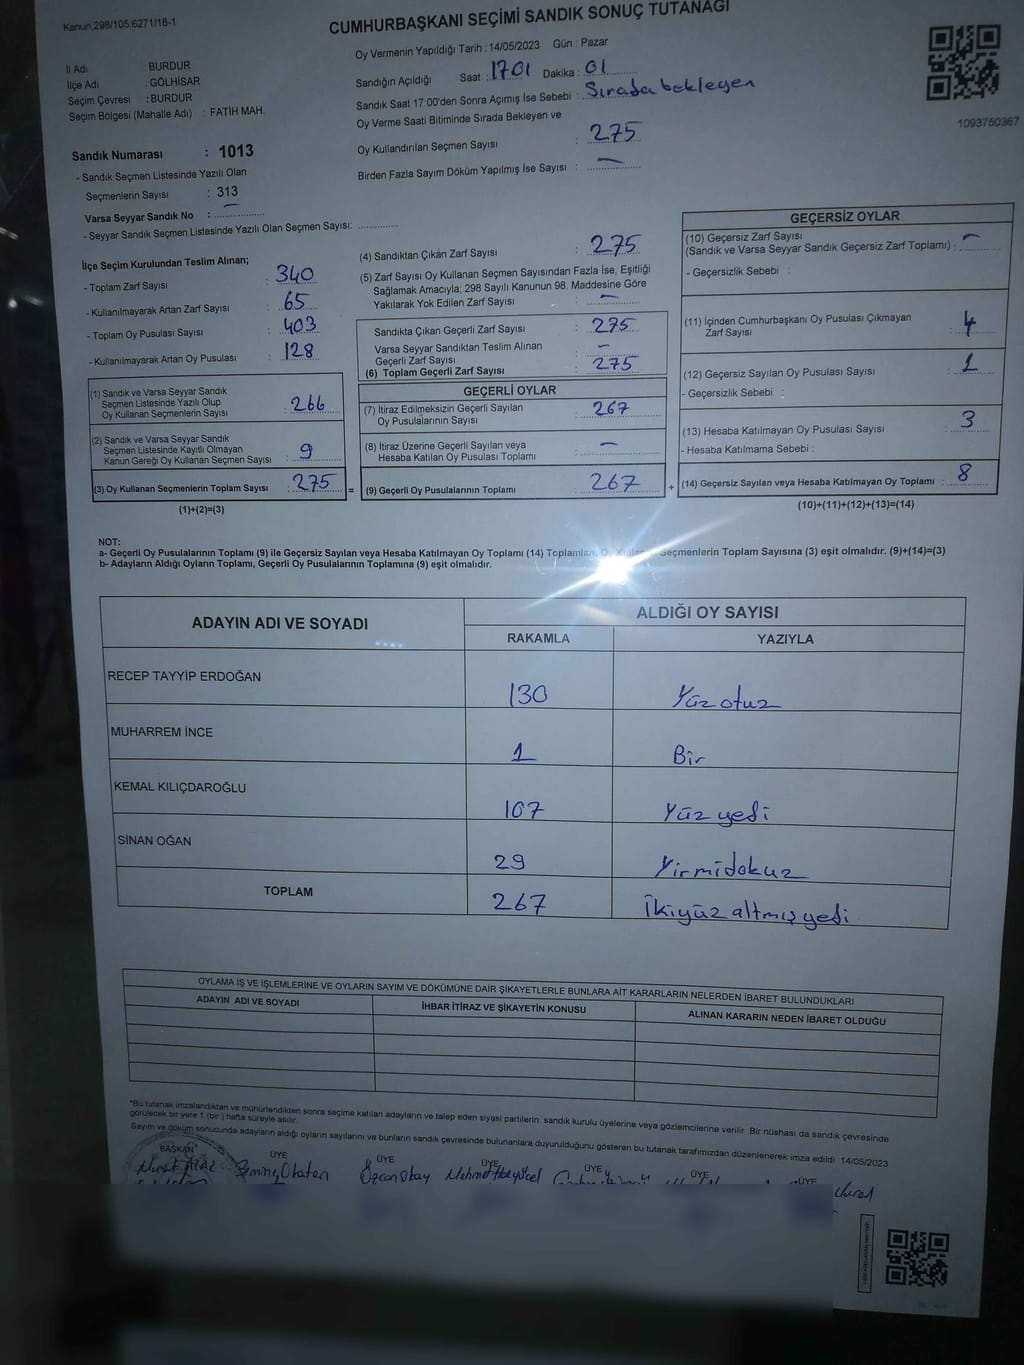 Kanun 298/105 6271/18-1
CUMHURBAŞKANI SEÇİMİ SANDIK SONUÇ TUTANAĞI
Oy Vermenin Yapıldığı Tarih : 14/05/2023 Gün : Pazar
İl Adı BURDUR
İlçe Adı : GÖLHİSAR
Seçim Çevresi : BURDUR
Seçim Bölgesi (Mahalle Adı) : FATİH MAH.
Sandığın Açıldığı Saat : 1701 Dakika : 01
Sandık Saat 17:00'den Sonra Açımış İse Sebebi : Sırada bekleyen
Oy Verme Saati Bitiminde Sırada Bekleyen ve
Oy Kullandırılan Seçmen Sayısı : 275
Birden Fazla Sayım Döküm Yapılmış İse Sayısı : —
1093750367
Sandık Numarası : 1013
- Sandık Seçmen Listesinde Yazılı Olan
Seçmenlerin Sayısı : 313
Varsa Seyyar Sandık No : —
- Seyyar Sandık Seçmen Listesinde Yazılı Olan Seçmen Sayısı:
İlçe Seçim Kurulundan Teslim Alınan;
- Toplam Zarf Sayısı : 340
- Kullanılmayarak Artan Zarf Sayısı : 65
- Toplam Oy Pusulası Sayısı : 403
- Kullanılmayarak Artan Oy Pusulası : 128
(1) Sandık ve Varsa Seyyar Sandık
Seçmen Listesinde Yazılı Olup
Oy Kullanan Seçmenlerin Sayısı : 266
(2) Sandık ve Varsa Seyyar Sandık
Seçmen Listesinde Kayıtlı Olmayan
Kanun Gereği Oy Kullanan Seçmen Sayısı : 9
(3) Oy Kullanan Seçmenlerin Toplam Sayısı : 275 =
(1)+(2)=(3)
(4) Sandıktan Çıkan Zarf Sayısı : 275
(5) Zarf Sayısı Oy Kullanan Seçmen Sayısından Fazla İse, Eşitliği
Sağlamak Amacıyla; 298 Sayılı Kanunun 98. Maddesine Göre
Yakılarak Yok Edilen Zarf Sayısı : —
Sandıkta Çıkan Geçerli Zarf Sayısı : 275
Varsa Seyyar Sandıktan Teslim Alınan
Geçerli Zarf Sayısı : —
(6) Toplam Geçerli Zarf Sayısı : 275
GEÇERLİ OYLAR
(7) İtiraz Edilmeksizin Geçerli Sayılan
Oy Pusulalarının Sayısı : 267
(8) İtiraz Üzerine Geçerli Sayılan veya
Hesaba Katılan Oy Pusulası Toplamı : —
(9) Geçerli Oy Pusulalarının Toplamı : 267 +
GEÇERSİZ OYLAR
(10) Geçersiz Zarf Sayısı
(Sandık ve Varsa Seyyar Sandık Geçersiz Zarf Toplamı) : —
- Geçersizlik Sebebi :
(11) İçinden Cumhurbaşkanı Oy Pusulası Çıkmayan
Zarf Sayısı : 4
(12) Geçersiz Sayılan Oy Pusulası Sayısı : 1
- Geçersizlik Sebebi :
(13) Hesaba Katılmayan Oy Pusulası Sayısı : 3
- Hesaba Katılmama Sebebi :
(14) Geçersiz Sayılan veya Hesaba Katılmayan Oy Toplamı : 8
(10)+(11)+(12)+(13)=(14)
NOT:
a- Geçerli Oy Pusulalarının Toplamı (9) ile Geçersiz Sayılan veya Hesaba Katılmayan Oy Toplamı (14) Toplamları, Seçmenlerin Toplam Sayısına (3) eşit olmalıdır. (9)+(14)=(3)
b- Adayların Aldığı Oyların Toplamı, Geçerli Oy Pusulalarının Toplamına (9) eşit olmalıdır.
ADAYIN ADI VE SOYADI ALDIĞI OY SAYISI
RAKAMLA YAZIYLA
RECEP TAYYİP ERDOĞAN 130 Yüz otuz
MUHARREM İNCE 1 Bir
KEMAL KILIÇDAROĞLU 107 Yüz yedi
SİNAN OĞAN 29 Yirmidokuz
TOPLAM 267 İkiyüz altmış yedi
OYLAMA İŞ VE İŞLEMLERİNE VE OYLARIN SAYIM VE DÖKÜMÜNE DAİR ŞİKAYETLERLE BUNLARA AİT KARARLARIN NELERDEN İBARET BULUNDUKLARI
ADAYIN ADI VE SOYADI İHBAR İTİRAZ VE ŞİKAYETİN KONUSU ALINAN KARARIN NEDEN İBARET OLDUĞU
*Bu tutanak imzalandıktan ve mühürlendikten sonra seçime katılan adayların ve talep eden siyasi partilerin sandık kurulu üyelerine veya gözlemcilerine verilir. Bir nüshası da sandık çevresinde
görülecek bir yere 1 (bir) hafta süreyle asılır.
Sayım ve döküm sonucunda adayların aldığı oyların sayılarını ve bunların sandık çevresinde bulunanlara duyurulduğunu gösteren bu tutanak tarafımızdan düzenlenerek imza edildi 14/05/2023
BAŞKAN ÜYE ÜYE ÜYE ÜYE ÜYE ÜYE
Özcan Okay